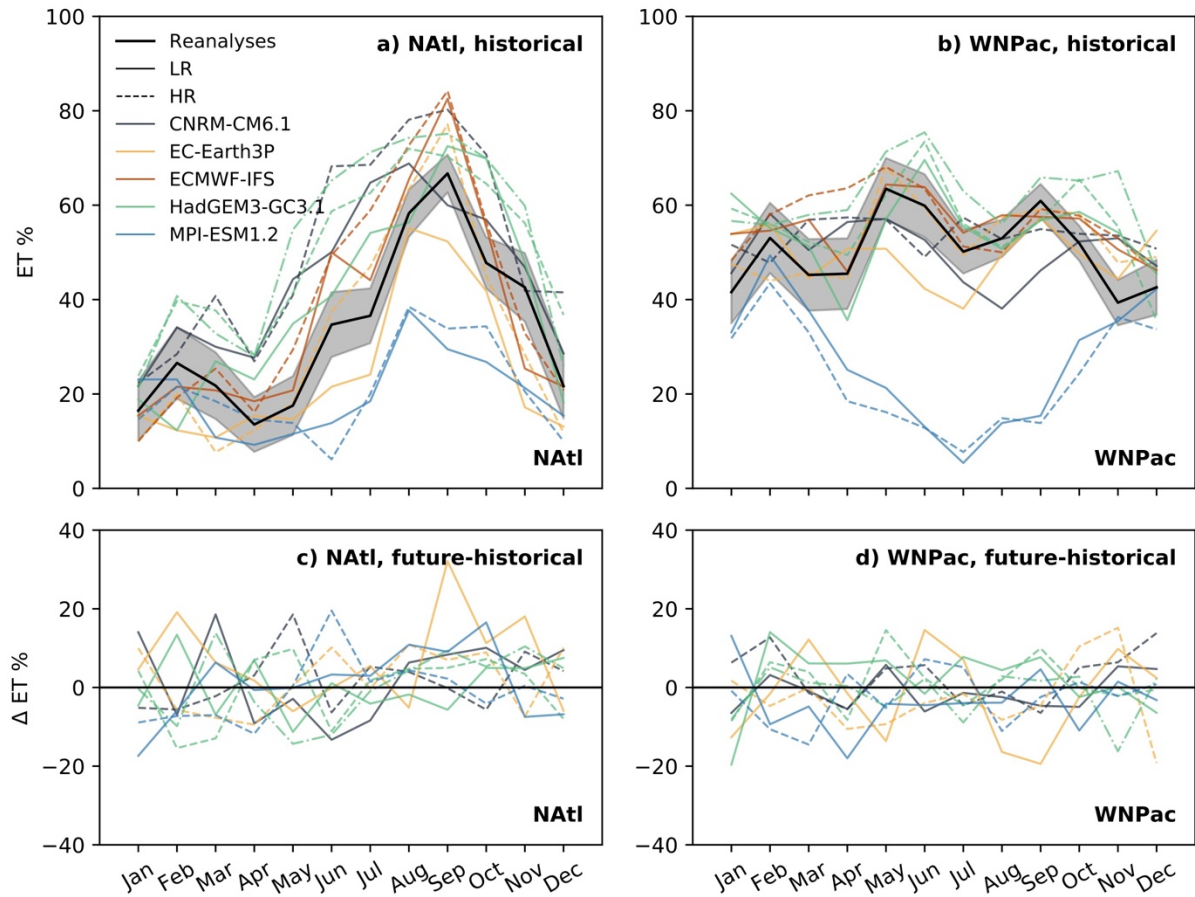 100
80
60
40
20
0
ET %
Reanalyses
LR
HR
CNRM-CM6.1
EC-Earth3P
ECMWF-IFS
HadGEM3-GC3.1
MPI-ESM1.2
a) NAtl, historical
NAtl
100
80
60
40
20
0
b) WNPac, historical
WNPac
40
20
0
−20
−40
Δ ET %
c) NAtl, future-historical
NAtl
Jan Feb Mar Apr May Jun Jul Aug Sep Oct Nov Dec
40
20
0
−20
−40
d) WNPac, future-historical
WNPac
Jan Feb Mar Apr May Jun Jul Aug Sep Oct Nov Dec